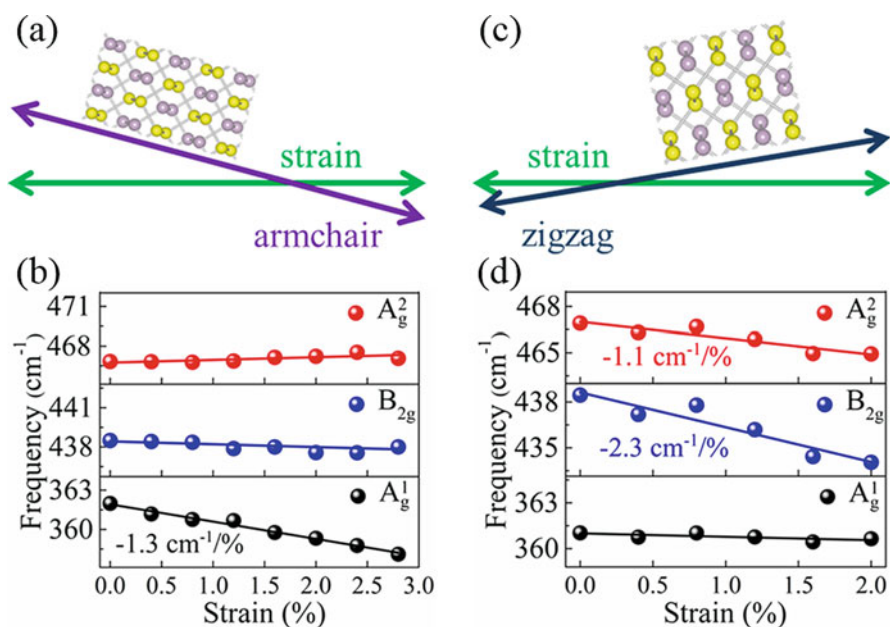 (a)
strain
armchair
(c)
strain
zigzag
(b)
Frequency (cm⁻¹)
471
468
A²g
441
438
B2g
363
360
A¹g
-1.3 cm⁻¹/%
0.0 0.5 1.0 1.5 2.0 2.5 3.0
Strain (%)
(d)
468
465
A²g
-1.1 cm⁻¹/%
438
435
B2g
-2.3 cm⁻¹/%
363
360
A¹g
0.0 0.5 1.0 1.5 2.0
Strain (%)